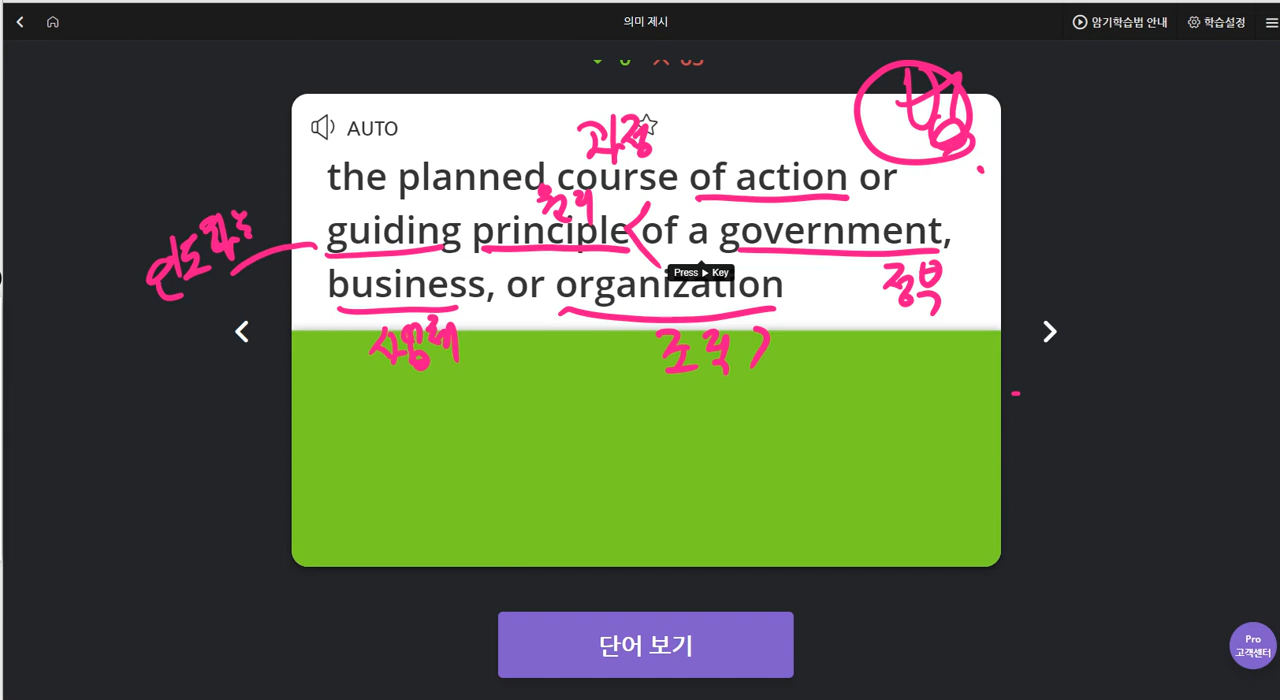 의미 제시
암기학습법 안내
학습설정
AUTO
과정
법
the planned course of action or
원리
guiding principle of a government,
인도하는
Press ▶ Key
business, or organization
정부
사업체
조직
단어 보기
Pro
고객센터